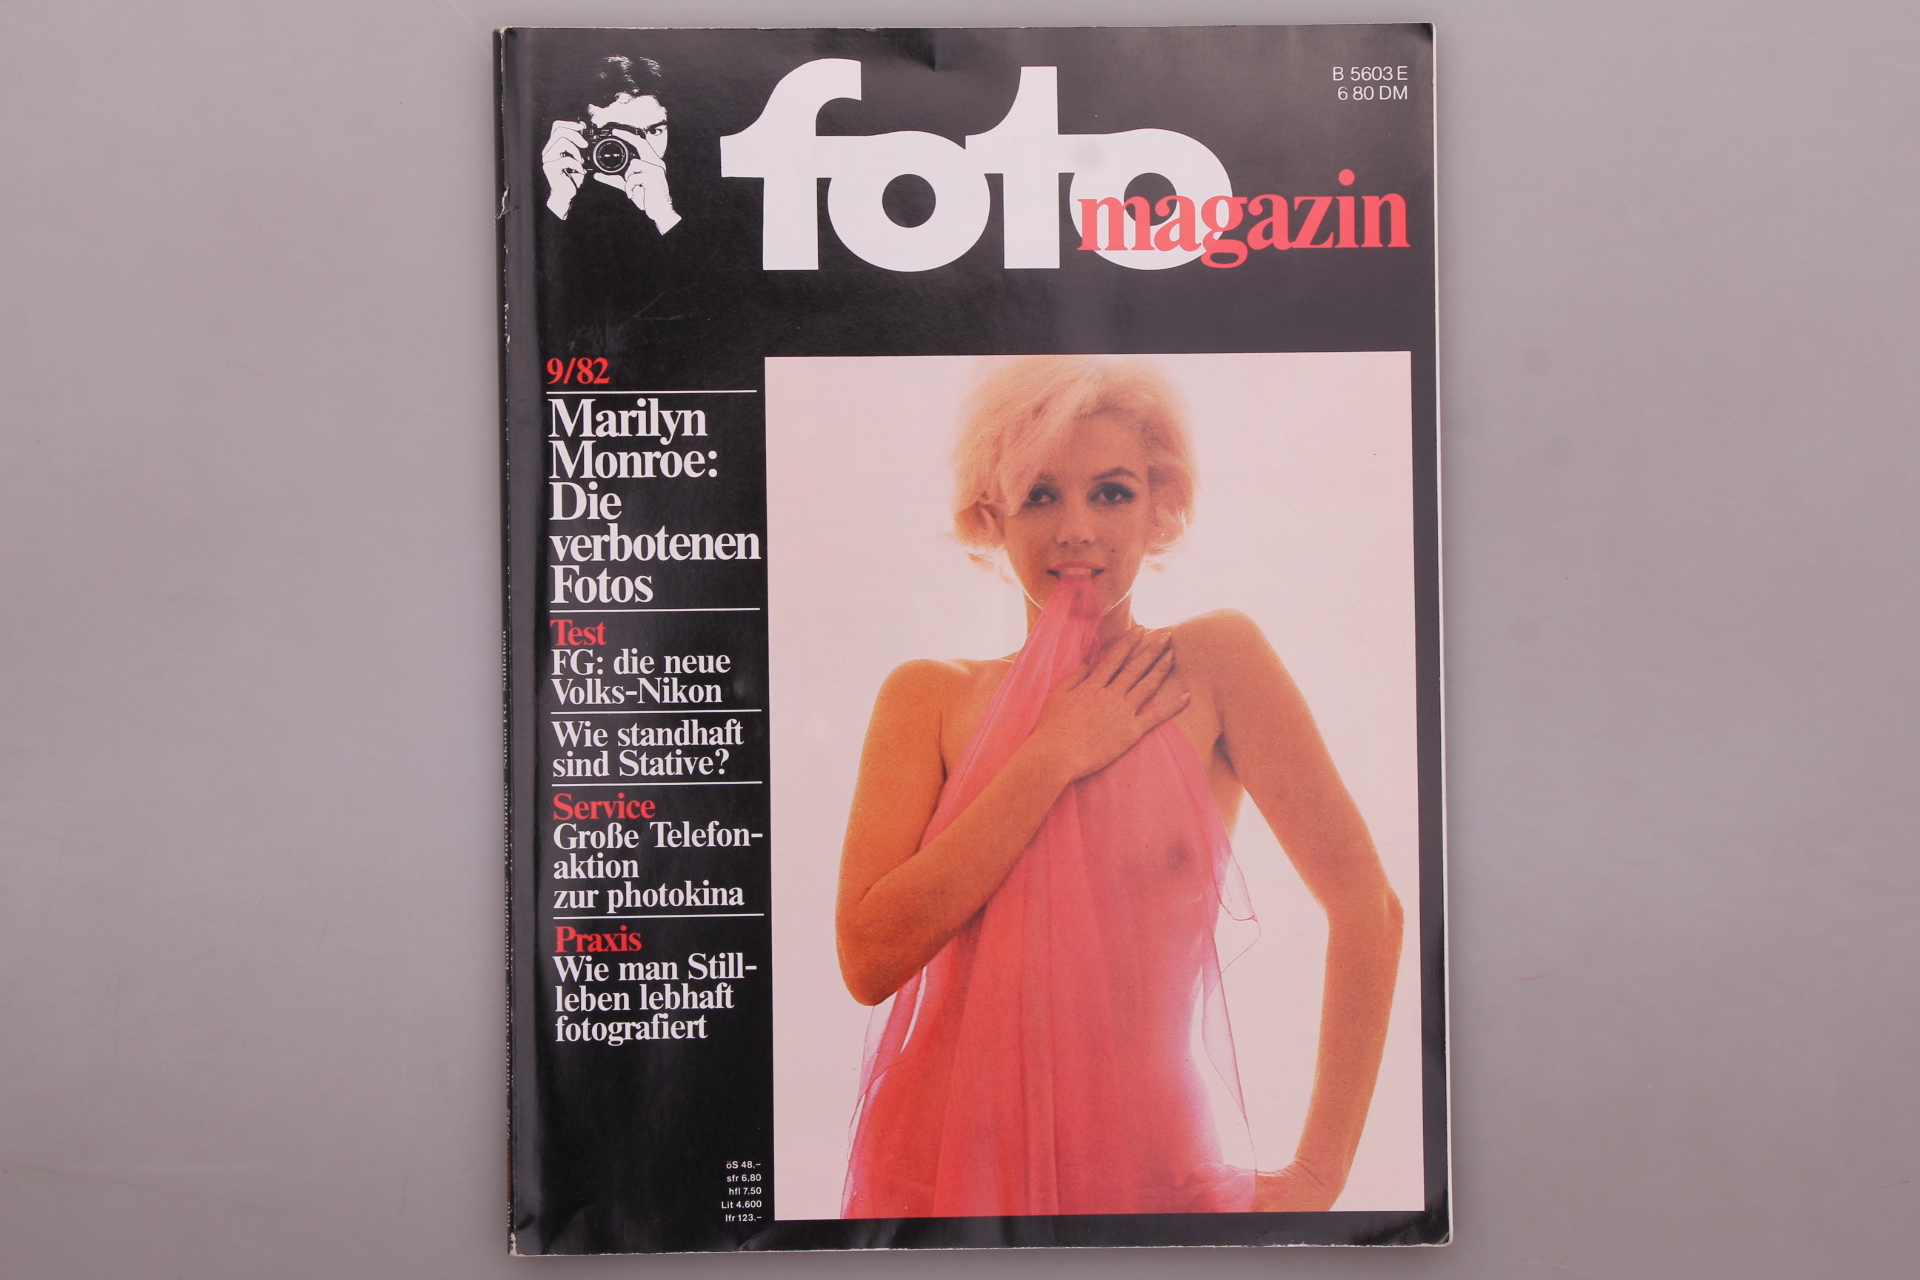 B 5603 E
6 80 DM
foto
magazin
9/82
Marilyn
Monroe:
Die
verbotenen
Fotos
Test
FG: die neue
Volks-Nikon
Wie standhaft
sind Stative?
Service
Große Telefon-
aktion
zur photokina
Praxis
Wie man Still-
leben lebhaft
fotografiert
öS 48.–
sfr 6.80
hfl 7.50
Lit 4.600
lfr 123.–